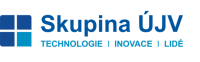 Skupina ÚJV
TECHNOLOGIE | INOVACE | LIDÉ